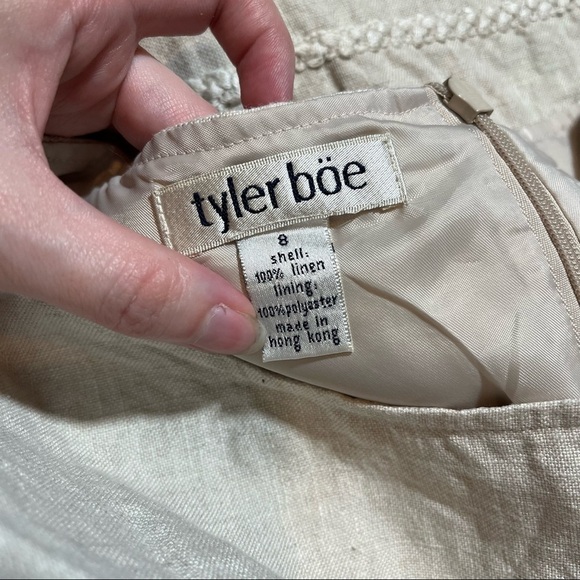 tyler böe
8
shell:
100% linen
lining:
100% polyester
made in
hong kong